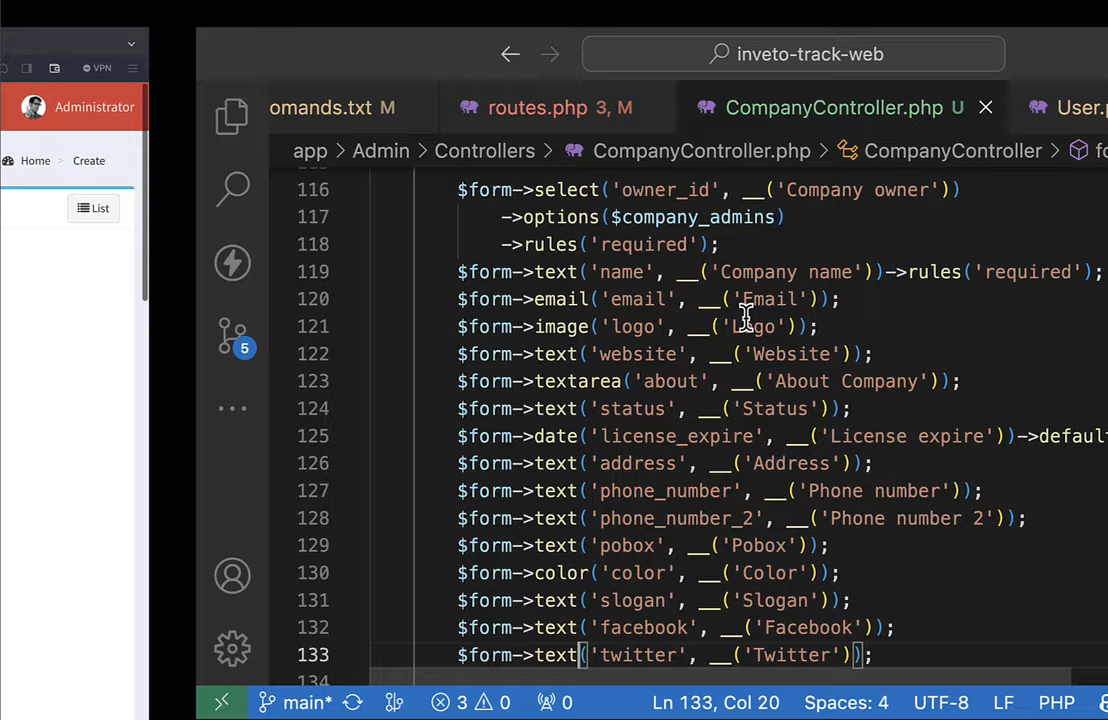 VPN
Administrator
Home > Create
List
inveto-track-web
omands.txt M
routes.php 3, M
CompanyController.php U
User.p
app > Admin > Controllers > CompanyController.php > CompanyController >
116 $form->select('owner_id', __('Company owner'))
117 ->options($company_admins)
118 ->rules('required');
119 $form->text('name', __('Company name'))->rules('required');
120 $form->email('email', __('Email'));
121 $form->image('logo', __('Logo'));
122 $form->text('website', __('Website'));
123 $form->textarea('about', __('About Company'));
124 $form->text('status', __('Status'));
125 $form->date('license_expire', __('License expire'))->default
126 $form->text('address', __('Address'));
127 $form->text('phone_number', __('Phone number'));
128 $form->text('phone_number_2', __('Phone number 2'));
129 $form->text('pobox', __('Pobox'));
130 $form->color('color', __('Color'));
131 $form->text('slogan', __('Slogan'));
132 $form->text('facebook', __('Facebook'));
133 $form->text('twitter', __('Twitter'));
134
5
main* 3 0 0 Ln 133, Col 20 Spaces: 4 UTF-8 LF PHP